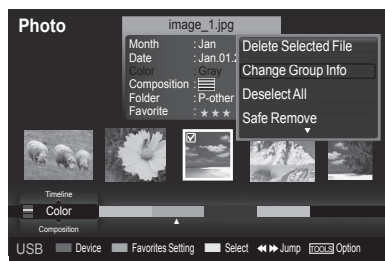 Photo
image_1.jpg
Month : Jan
Date : Jan.01.2
Color : Gray
Composition :
Folder : P-other
Favorite : ★ ★ ★
Delete Selected File
Change Group Info
Deselect All
Safe Remove
Timeline
Color
Composition
USB Device Favorites Setting Select Jump TOOLS Option